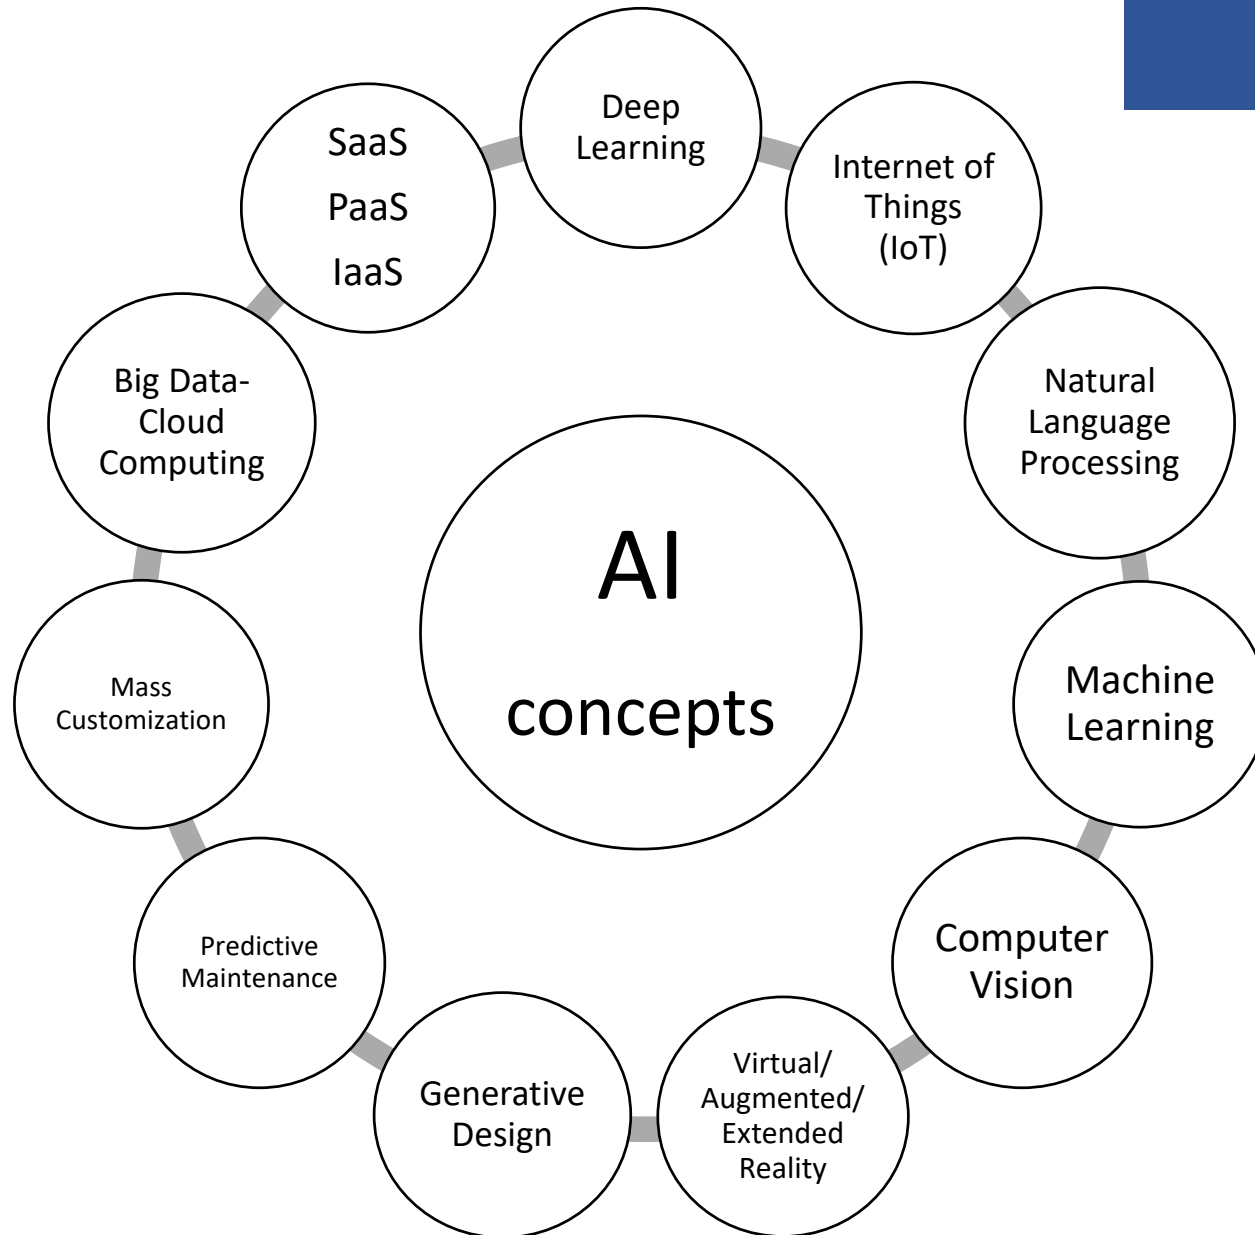 Deep
Learning
Internet of
Things
(IoT)
Natural
Language
Processing
Machine
Learning
Computer
Vision
Virtual/
Augmented/
Extended
Reality
Generative
Design
Predictive
Maintenance
Mass
Customization
Big Data-
Cloud
Computing
SaaS
PaaS
IaaS
AI
concepts